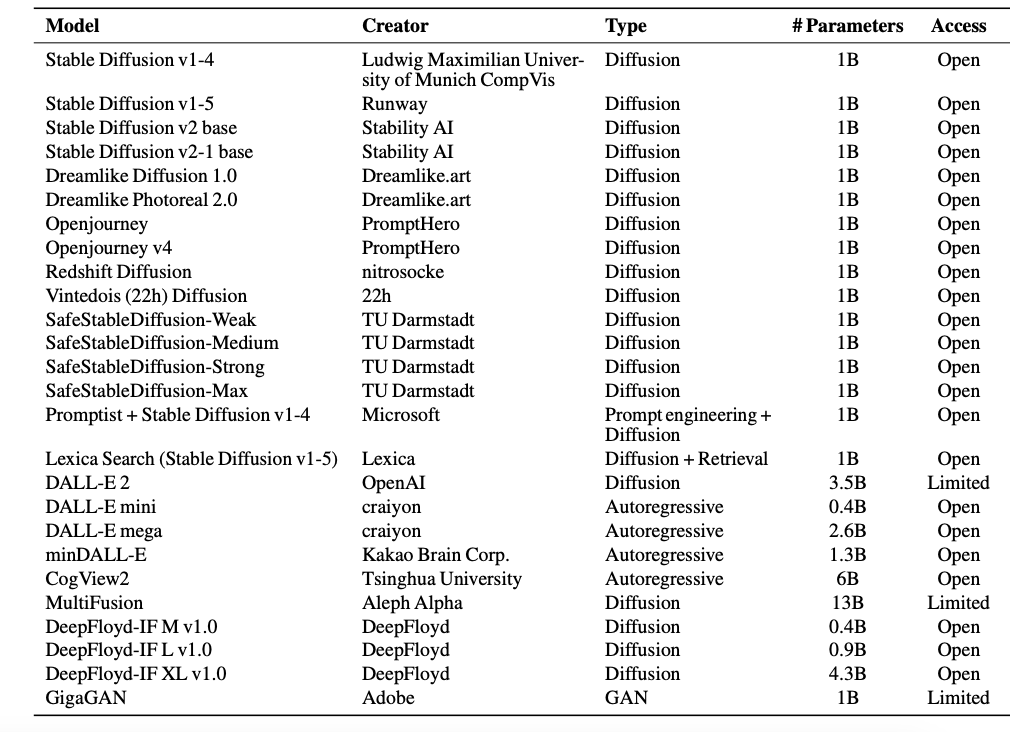 Model Creator Type # Parameters Access
Stable Diffusion v1-4 Ludwig Maximilian Univer- Diffusion 1B Open
sity of Munich CompVis
Stable Diffusion v1-5 Runway Diffusion 1B Open
Stable Diffusion v2 base Stability AI Diffusion 1B Open
Stable Diffusion v2-1 base Stability AI Diffusion 1B Open
Dreamlike Diffusion 1.0 Dreamlike.art Diffusion 1B Open
Dreamlike Photoreal 2.0 Dreamlike.art Diffusion 1B Open
Openjourney PromptHero Diffusion 1B Open
Openjourney v4 PromptHero Diffusion 1B Open
Redshift Diffusion nitrosocke Diffusion 1B Open
Vintedois (22h) Diffusion 22h Diffusion 1B Open
SafeStableDiffusion-Weak TU Darmstadt Diffusion 1B Open
SafeStableDiffusion-Medium TU Darmstadt Diffusion 1B Open
SafeStableDiffusion-Strong TU Darmstadt Diffusion 1B Open
SafeStableDiffusion-Max TU Darmstadt Diffusion 1B Open
Promptist + Stable Diffusion v1-4 Microsoft Prompt engineering + 1B Open
Diffusion
Lexica Search (Stable Diffusion v1-5) Lexica Diffusion + Retrieval 1B Open
DALL-E 2 OpenAI Diffusion 3.5B Limited
DALL-E mini craiyon Autoregressive 0.4B Open
DALL-E mega craiyon Autoregressive 2.6B Open
minDALL-E Kakao Brain Corp. Autoregressive 1.3B Open
CogView2 Tsinghua University Autoregressive 6B Open
MultiFusion Aleph Alpha Diffusion 13B Limited
DeepFloyd-IF M v1.0 DeepFloyd Diffusion 0.4B Open
DeepFloyd-IF L v1.0 DeepFloyd Diffusion 0.9B Open
DeepFloyd-IF XL v1.0 DeepFloyd Diffusion 4.3B Open
GigaGAN Adobe GAN 1B Limited